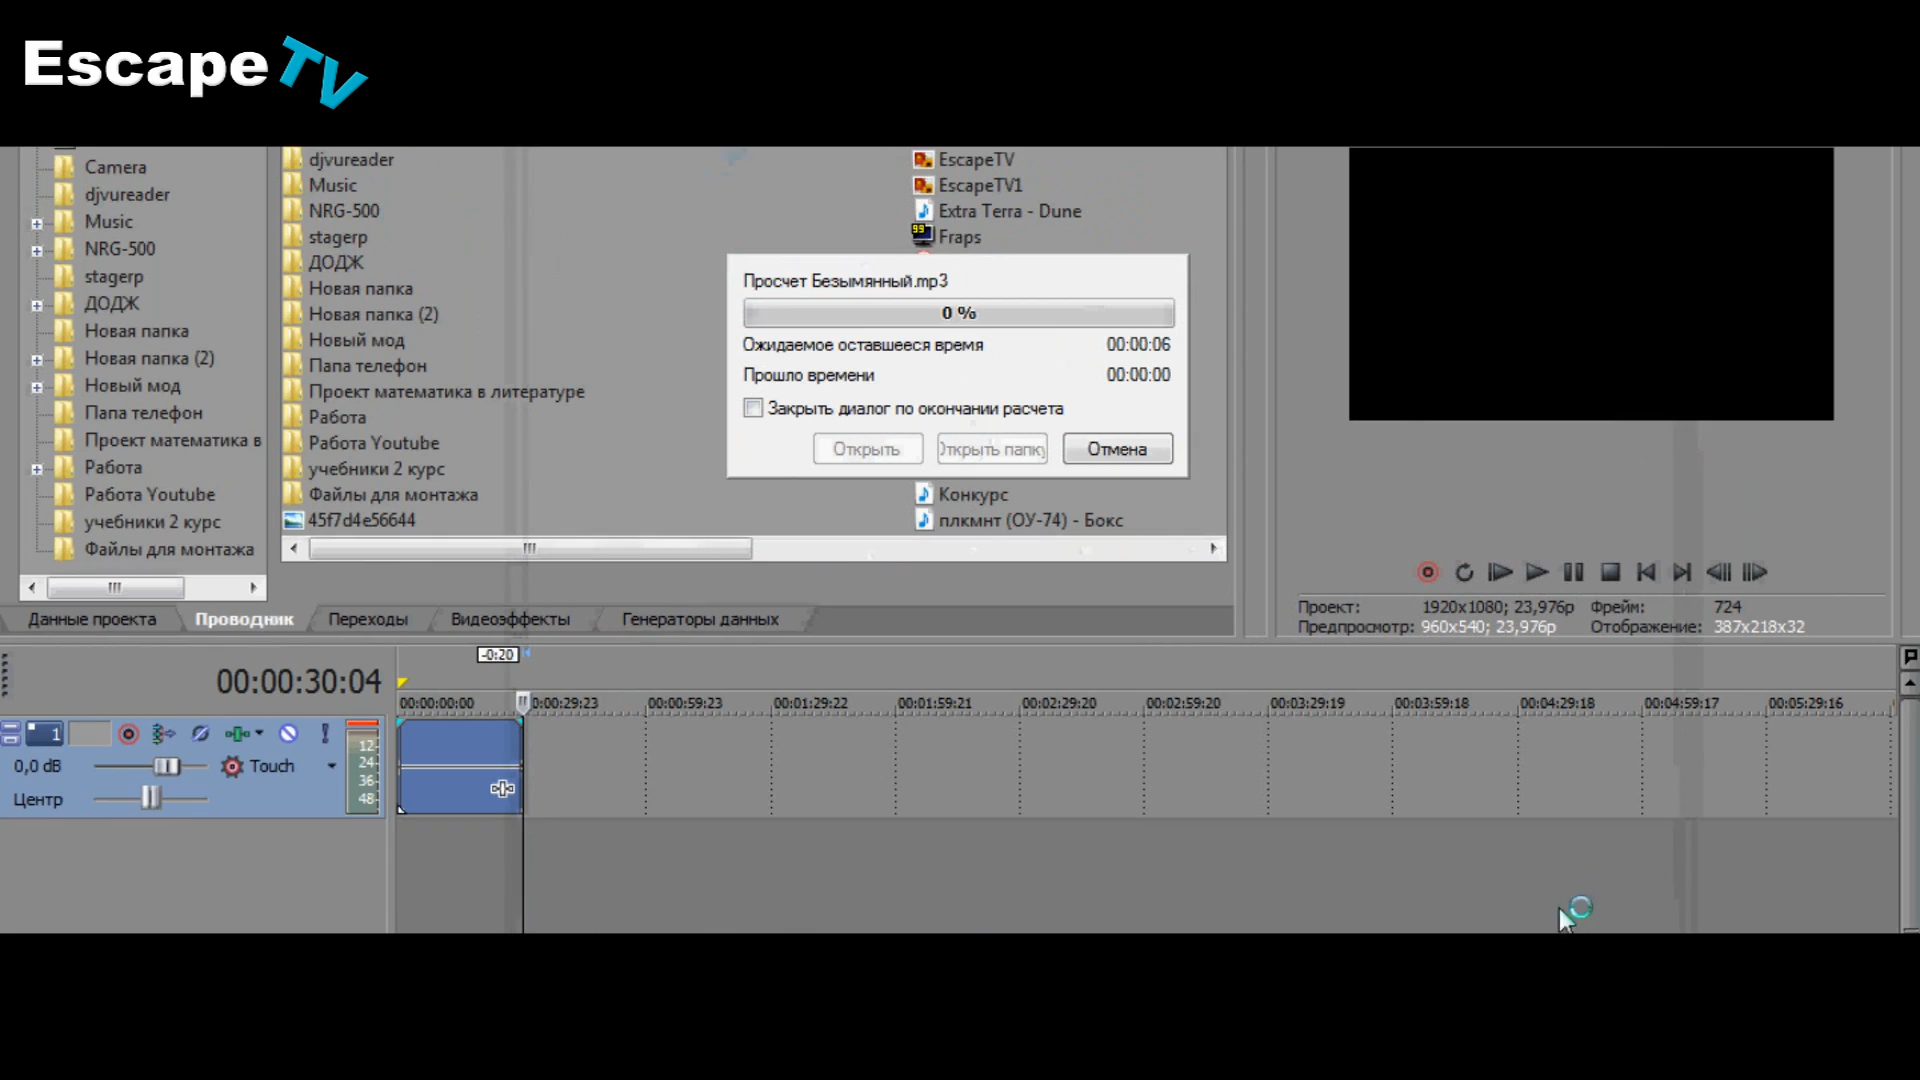 EscapeTV
Camera
djvureader
Music
NRG-500
stagerp
ДОДЖ
Новая папка
Новая папка (2)
Новый мод
Папа телефон
Проект математика в
Работа
Работа Youtube
учебники 2 курс
Файлы для монтажа
djvureader
Music
NRG-500
stagerp
ДОДЖ
Новая папка
Новая папка (2)
Новый мод
Папа телефон
Проект математика в литературе
Работа
Работа Youtube
учебники 2 курс
Файлы для монтажа
45f7d4e56644
EscapeTV
EscapeTV1
Extra Terra - Dune
99 Fraps
Конкурс
плкмнт (ОУ-74) - Бокс
Просчет Безымянный.mp3
0 %
Ожидаемое оставшееся время 00:00:06
Прошло времени 00:00:00
Закрыть диалог по окончании расчета
Открыть Открыть папку Отмена
Данные проекта Проводник Переходы Видеоэффекты Генераторы данных
Проект: 1920x1080; 23,976p Фрейм: 724
Предпросмотр: 960x540; 23,976p Отображение: 387x218x32
-0:20
00:00:30:04
00:00:00:00 0:00:29:23 00:00:59:23 00:01:29:22 00:01:59:21 00:02:29:20 00:02:59:20 00:03:29:19 00:03:59:18 00:04:29:18 00:04:59:17 00:05:29:16
1
0,0 dB Touch
Центр
12
24
36
48